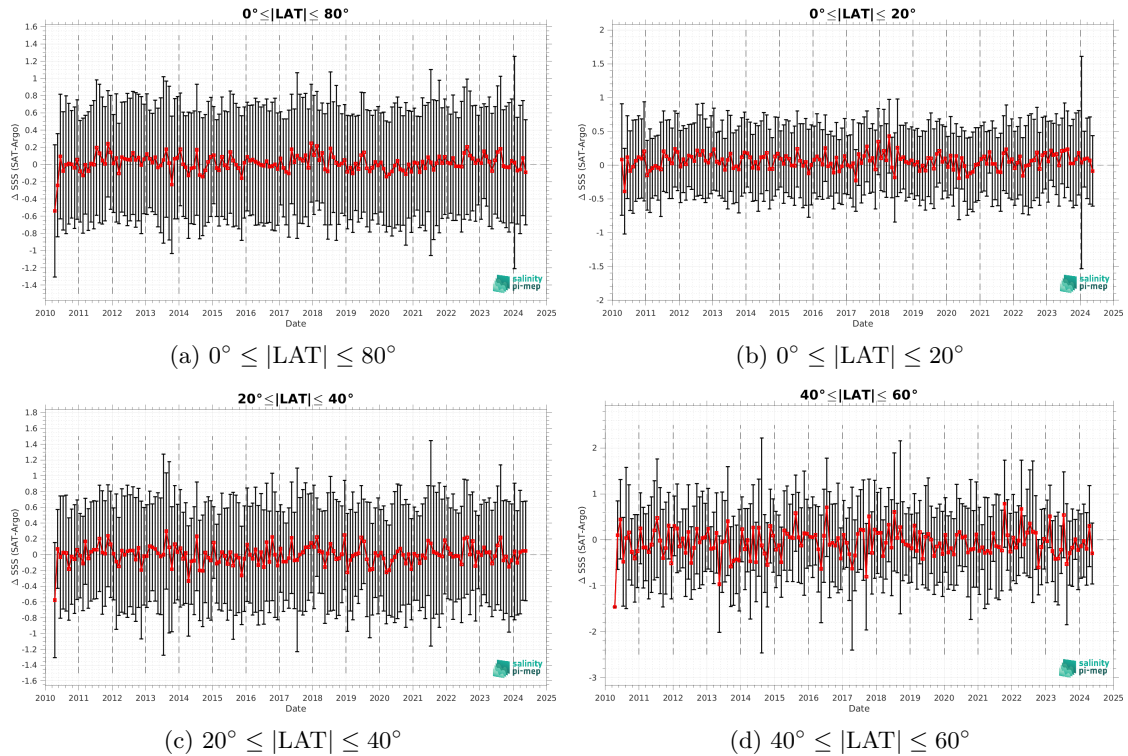 0°≤|LAT|≤ 80°
1.6
1.4
1.2
1
0.8
0.6
0.4
0.2
0
-0.2
-0.4
-0.6
-0.8
-1
-1.2
-1.4
Δ SSS (SAT-Argo)
salinity
pi-mep
2010 2011 2012 2013 2014 2015 2016 2017 2018 2019 2020 2021 2022 2023 2024 2025
Date
(a) 0° ≤ |LAT| ≤ 80°
0°≤|LAT|≤ 20°
2
1.5
1
0.5
0
-0.5
-1
-1.5
-2
Δ SSS (SAT-Argo)
salinity
pi-mep
2010 2011 2012 2013 2014 2015 2016 2017 2018 2019 2020 2021 2022 2023 2024 2025
Date
(b) 0° ≤ |LAT| ≤ 20°
20°≤|LAT|≤ 40°
1.8
1.6
1.4
1.2
1
0.8
0.6
0.4
0.2
0
-0.2
-0.4
-0.6
-0.8
-1
-1.2
-1.4
-1.6
Δ SSS (SAT-Argo)
salinity
pi-mep
2010 2011 2012 2013 2014 2015 2016 2017 2018 2019 2020 2021 2022 2023 2024 2025
Date
(c) 20° ≤ |LAT| ≤ 40°
40°≤|LAT|≤ 60°
2
1
0
-1
-2
-3
Δ SSS (SAT-Argo)
salinity
pi-mep
2010 2011 2012 2013 2014 2015 2016 2017 2018 2019 2020 2021 2022 2023 2024 2025
Date
(d) 40° ≤ |LAT| ≤ 60°